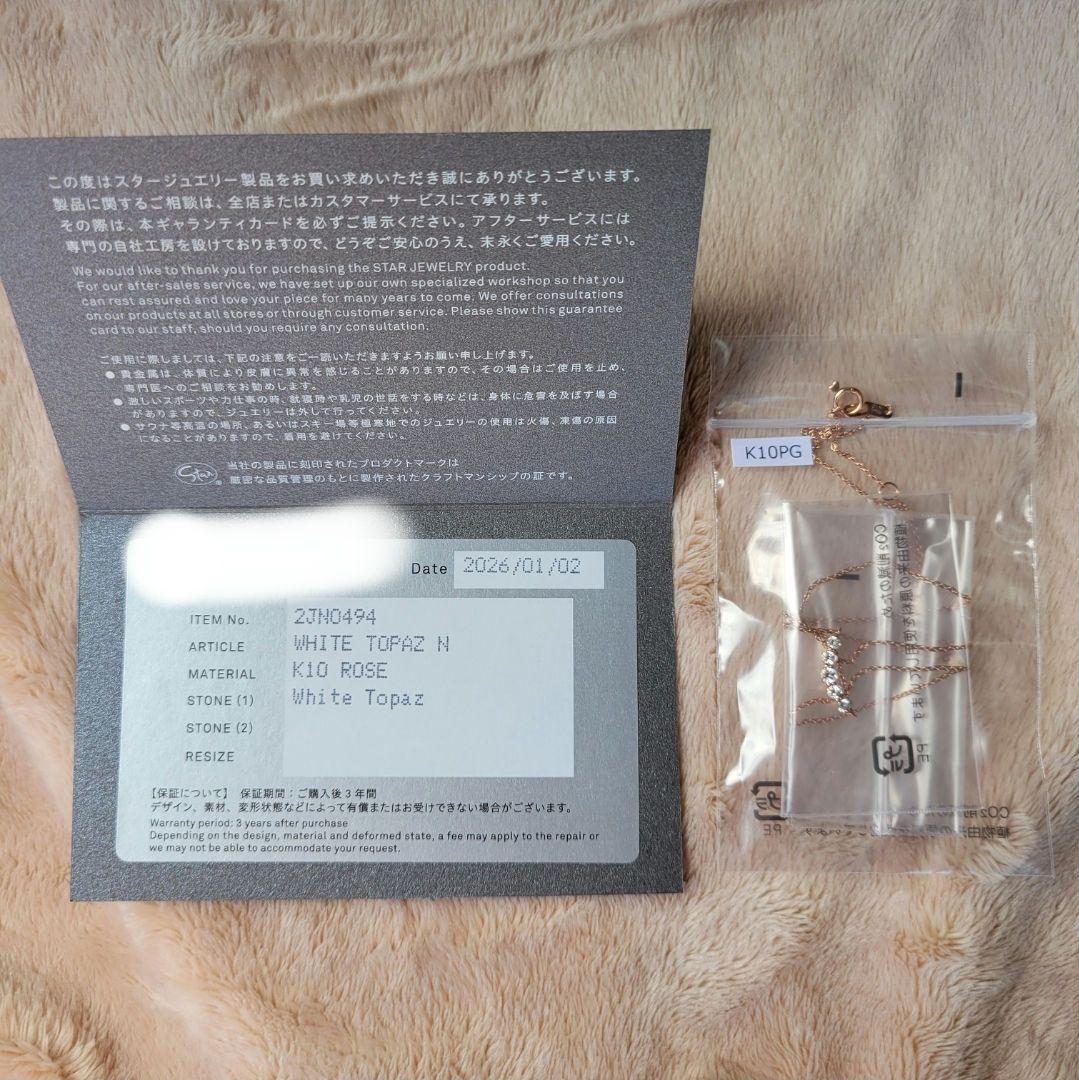 この度はスタージュエリー製品をお買い求めいただき誠にありがとうございます。
製品に関するご相談は、全店またはカスタマーサービスにて承ります。
その際は、本ギャランティカードを必ずご提示ください。アフターサービスには
専門の自社工房を設けておりますので、どうぞご安心のうえ、末永くご愛用ください。
We would like to thank you for purchasing the STAR JEWELRY product.
For our after-sales service, we have set up our own specialized workshop so that you
can rest assured and love your piece for many years to come. We offer consultations
on our products at all stores or through customer service. Please show this guarantee
card to our staff, should you require any consultation.
ご使用に際しましては、下記の注意をご一読いただきますようお願い申し上げます。
● 貴金属は、体質により皮膚に異常を感じることがありますので、その場合はご使用を止め、
専門医へのご相談をお勧めします。
● 激しいスポーツや力仕事の時、就寝時や乳児の世話をする時などは、身体に危害を及ぼす場合
がありますので、ジュエリーは外して行ってください。
● サウナ等高温の場所、あるいはスキー場等極寒地でのジュエリーの使用は火傷、凍傷の原因
になることがありますので、着用を避けてください。
Star ®
当社の製品に刻印されたプロダクトマークは
厳密な品質管理のもとに製作されたクラフトマンシップの証です。
Date 2026/01/02
ITEM No. 2JN0494
ARTICLE WHITE TOPAZ N
MATERIAL K10 ROSE
STONE (1) White Topaz
STONE (2)
RESIZE
【保証について】 保証期間：ご購入後3年間
デザイン、素材、変形状態などによって有償またはお受けできない場合がございます。
Warranty period: 3 years after purchase
Depending on the design, material and deformed state, a fee may apply to the repair or
we may not be able to accommodate your request.
K10PG
CO₂削減のため
植物由来の原料を使用しています
プラ
PE
プラ
PE